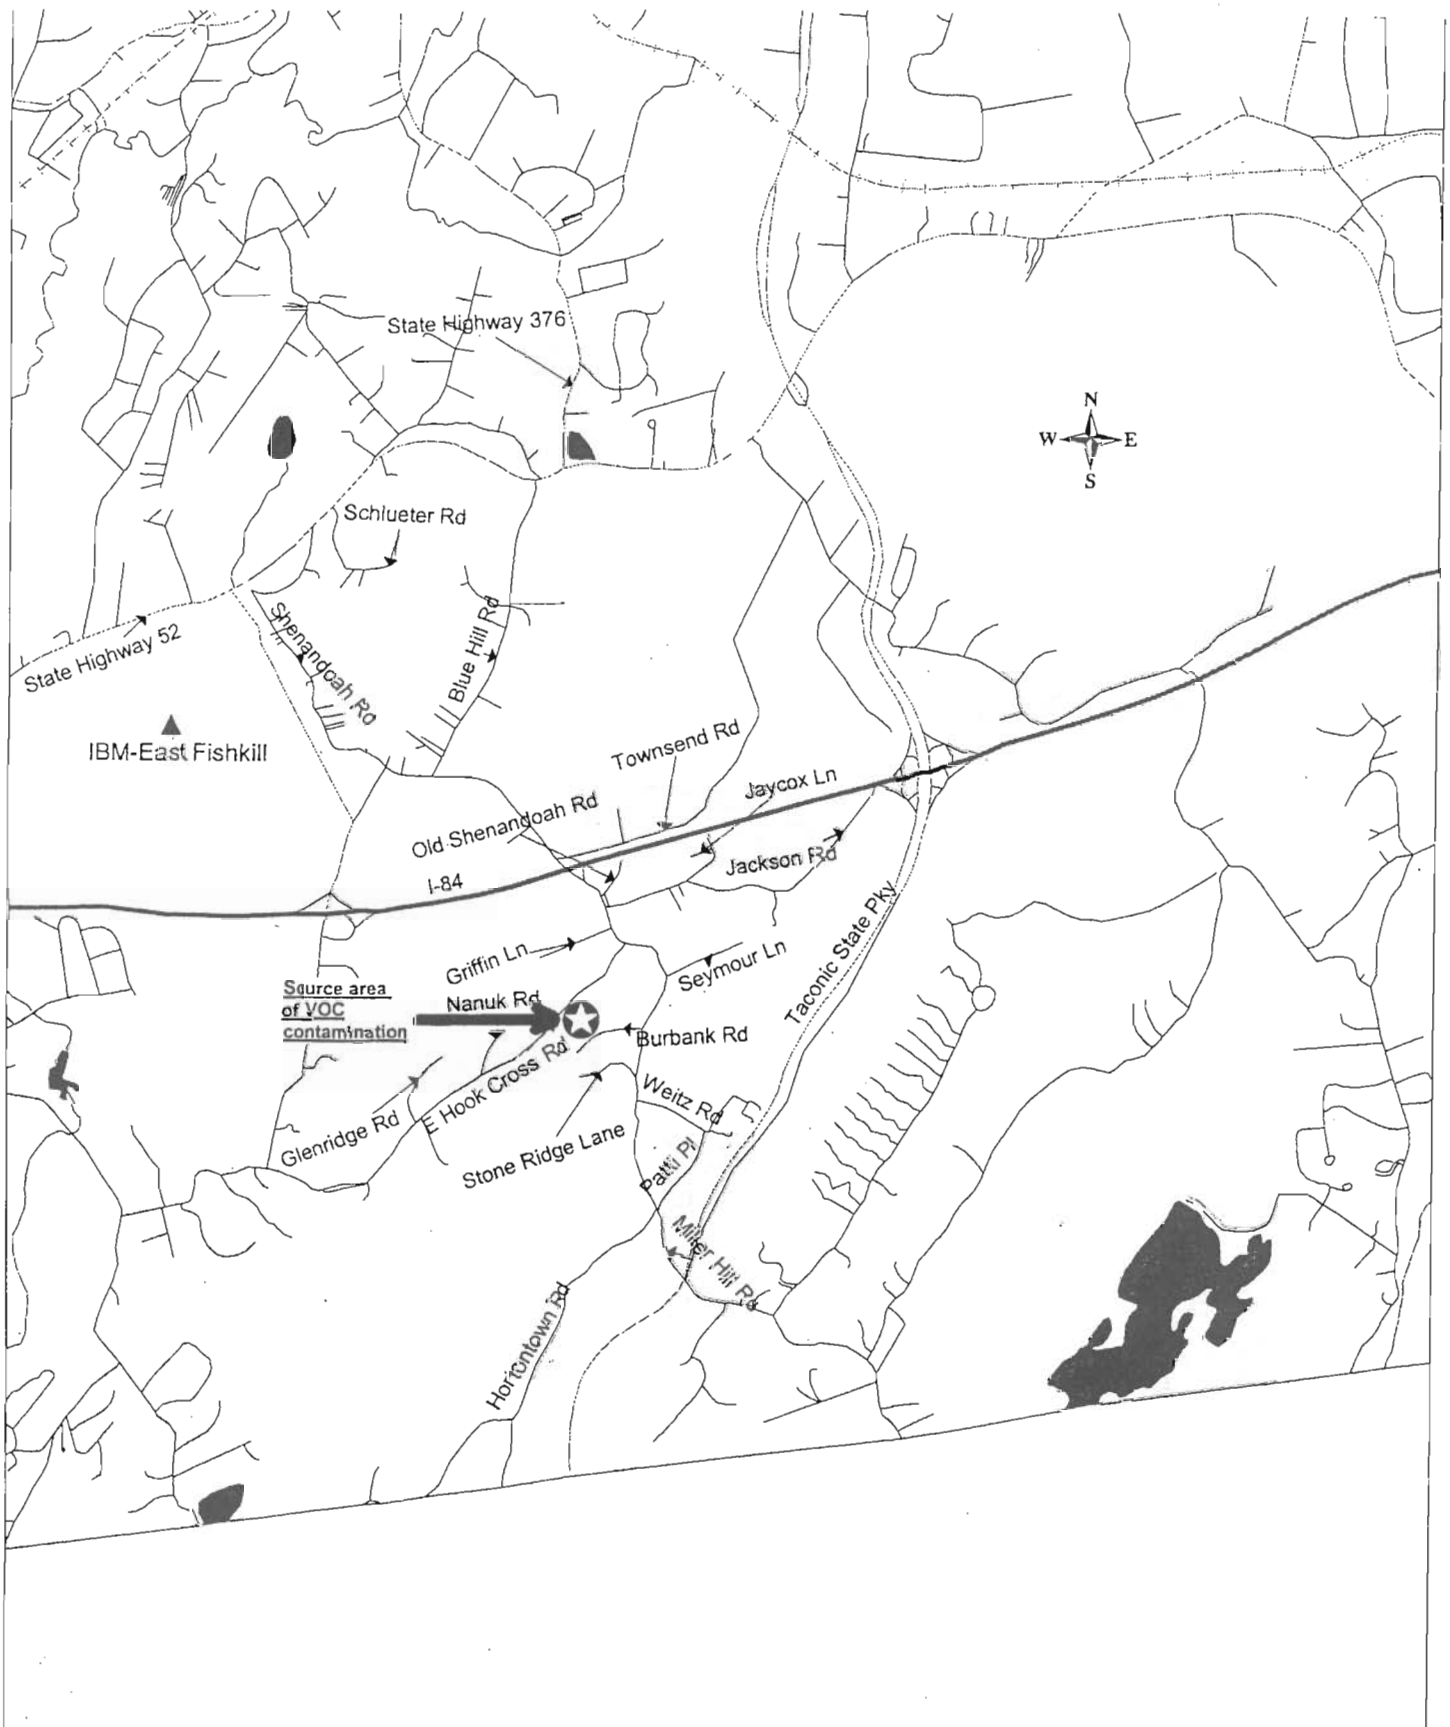 State Highway 376
N
W E
S
Schlueter Rd
Shenandoah Rd
Blue Hill Rd
State Highway 52
IBM-East Fishkill
Townsend Rd
Jaycox Ln
Old Shenandoah Rd
Jackson Rd
I-84
Taconic State Pky
Griffin Ln
Seymour Ln
Source area
of VOC
contamination
Nanuk Rd
Burbank Rd
E Hook Cross Rd
Weitz Rd
Glenridge Rd
Stone Ridge Lane
Patti Pl
Miller Hill Rd
Hortontown Rd